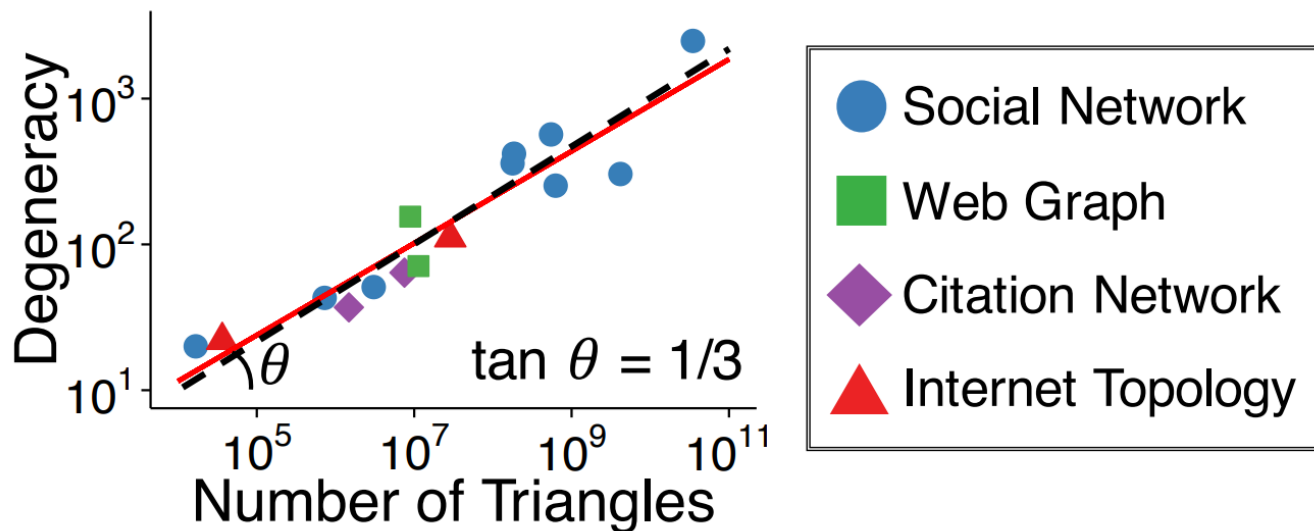 Degeneracy
10³
10²
10¹
θ
tan θ = 1/3
10⁵ 10⁷ 10⁹ 10¹¹
Number of Triangles
Social Network
Web Graph
Citation Network
Internet Topology